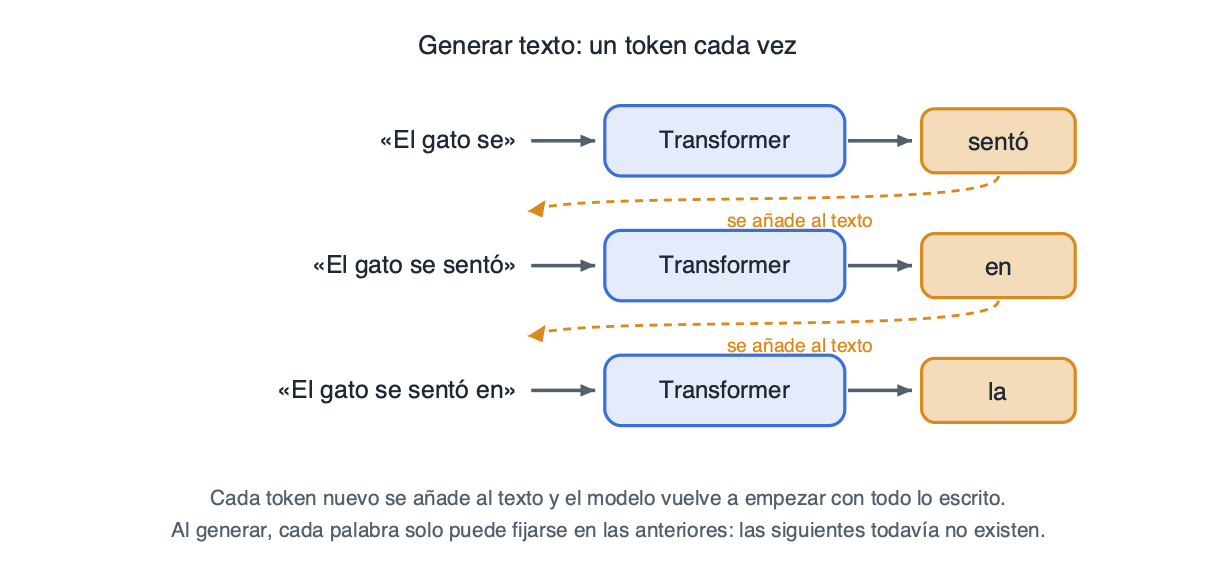 Generar texto: un token cada vez
«El gato se» Transformer sentó
se añade al texto
«El gato se sentó» Transformer en
se añade al texto
«El gato se sentó en» Transformer la
Cada token nuevo se añade al texto y el modelo vuelve a empezar con todo lo escrito.
Al generar, cada palabra solo puede fijarse en las anteriores: las siguientes todavía no existen.